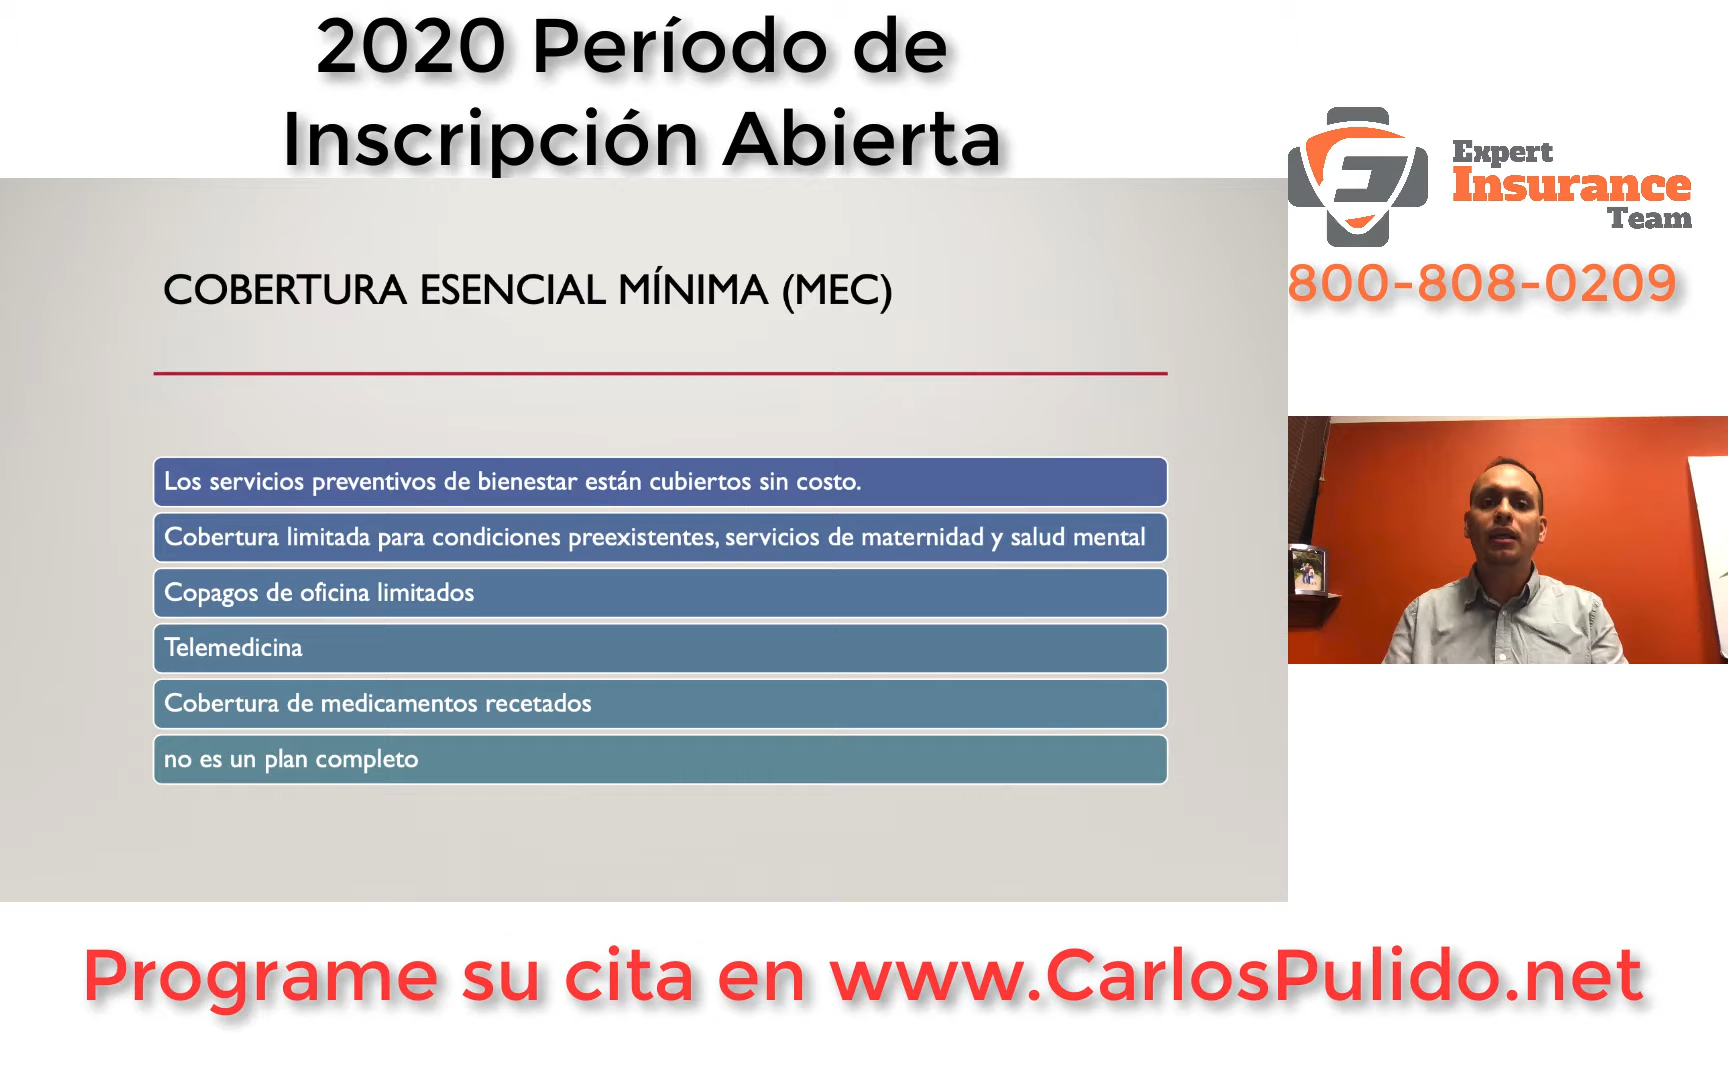 2020 Período de
Inscripción Abierta
Expert
Insurance
Team
800-808-0209
COBERTURA ESENCIAL MÍNIMA (MEC)
Los servicios preventivos de bienestar están cubiertos sin costo.
Cobertura limitada para condiciones preexistentes, servicios de maternidad y salud mental
Copagos de oficina limitados
Telemedicina
Cobertura de medicamentos recetados
no es un plan completo
Programe su cita en www.CarlosPulido.net